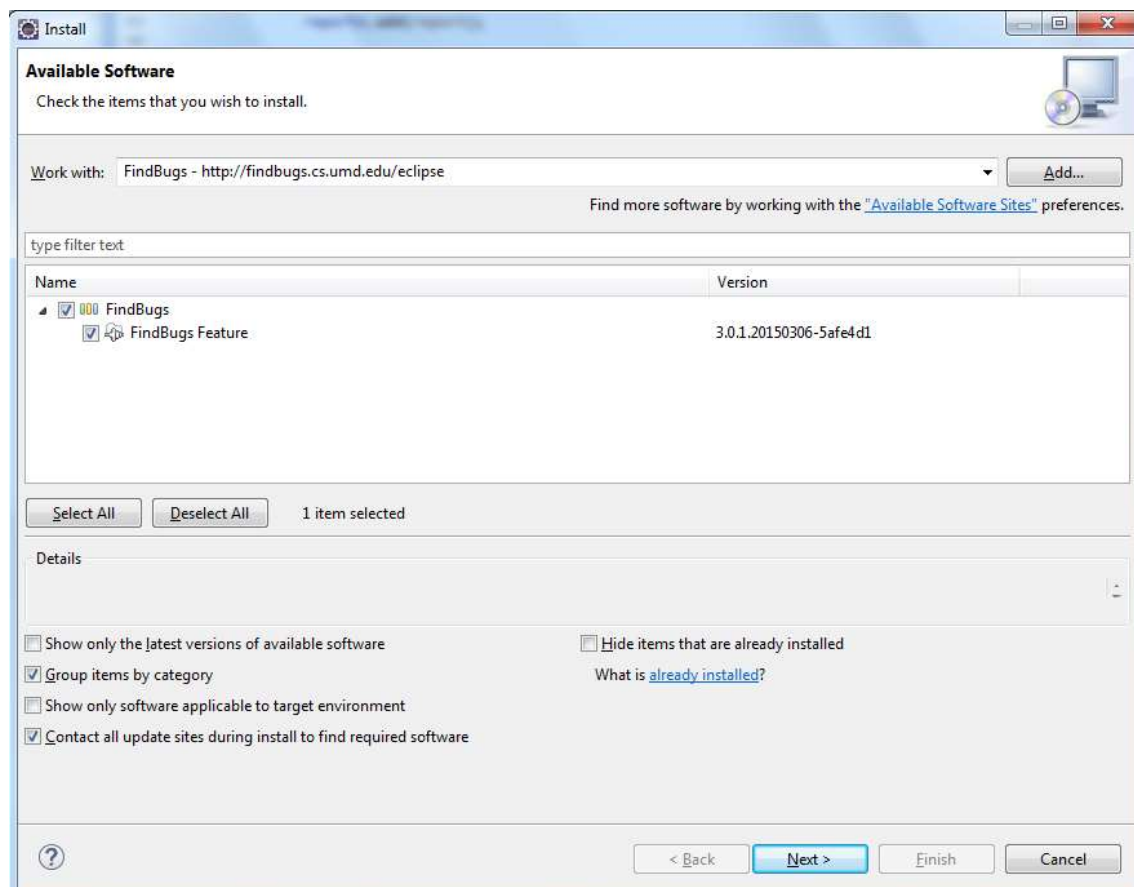 Install
Available Software
Check the items that you wish to install.
Work with: FindBugs - http://findbugs.cs.umd.edu/eclipse Add...
Find more software by working with the "Available Software Sites" preferences.
type filter text
Name Version
FindBugs
FindBugs Feature 3.0.1.20150306-5afe4d1
Select All Deselect All 1 item selected
Details
Show only the latest versions of available software Hide items that are already installed
Group items by category What is already installed?
Show only software applicable to target environment
Contact all update sites during install to find required software
? < Back Next > Finish Cancel